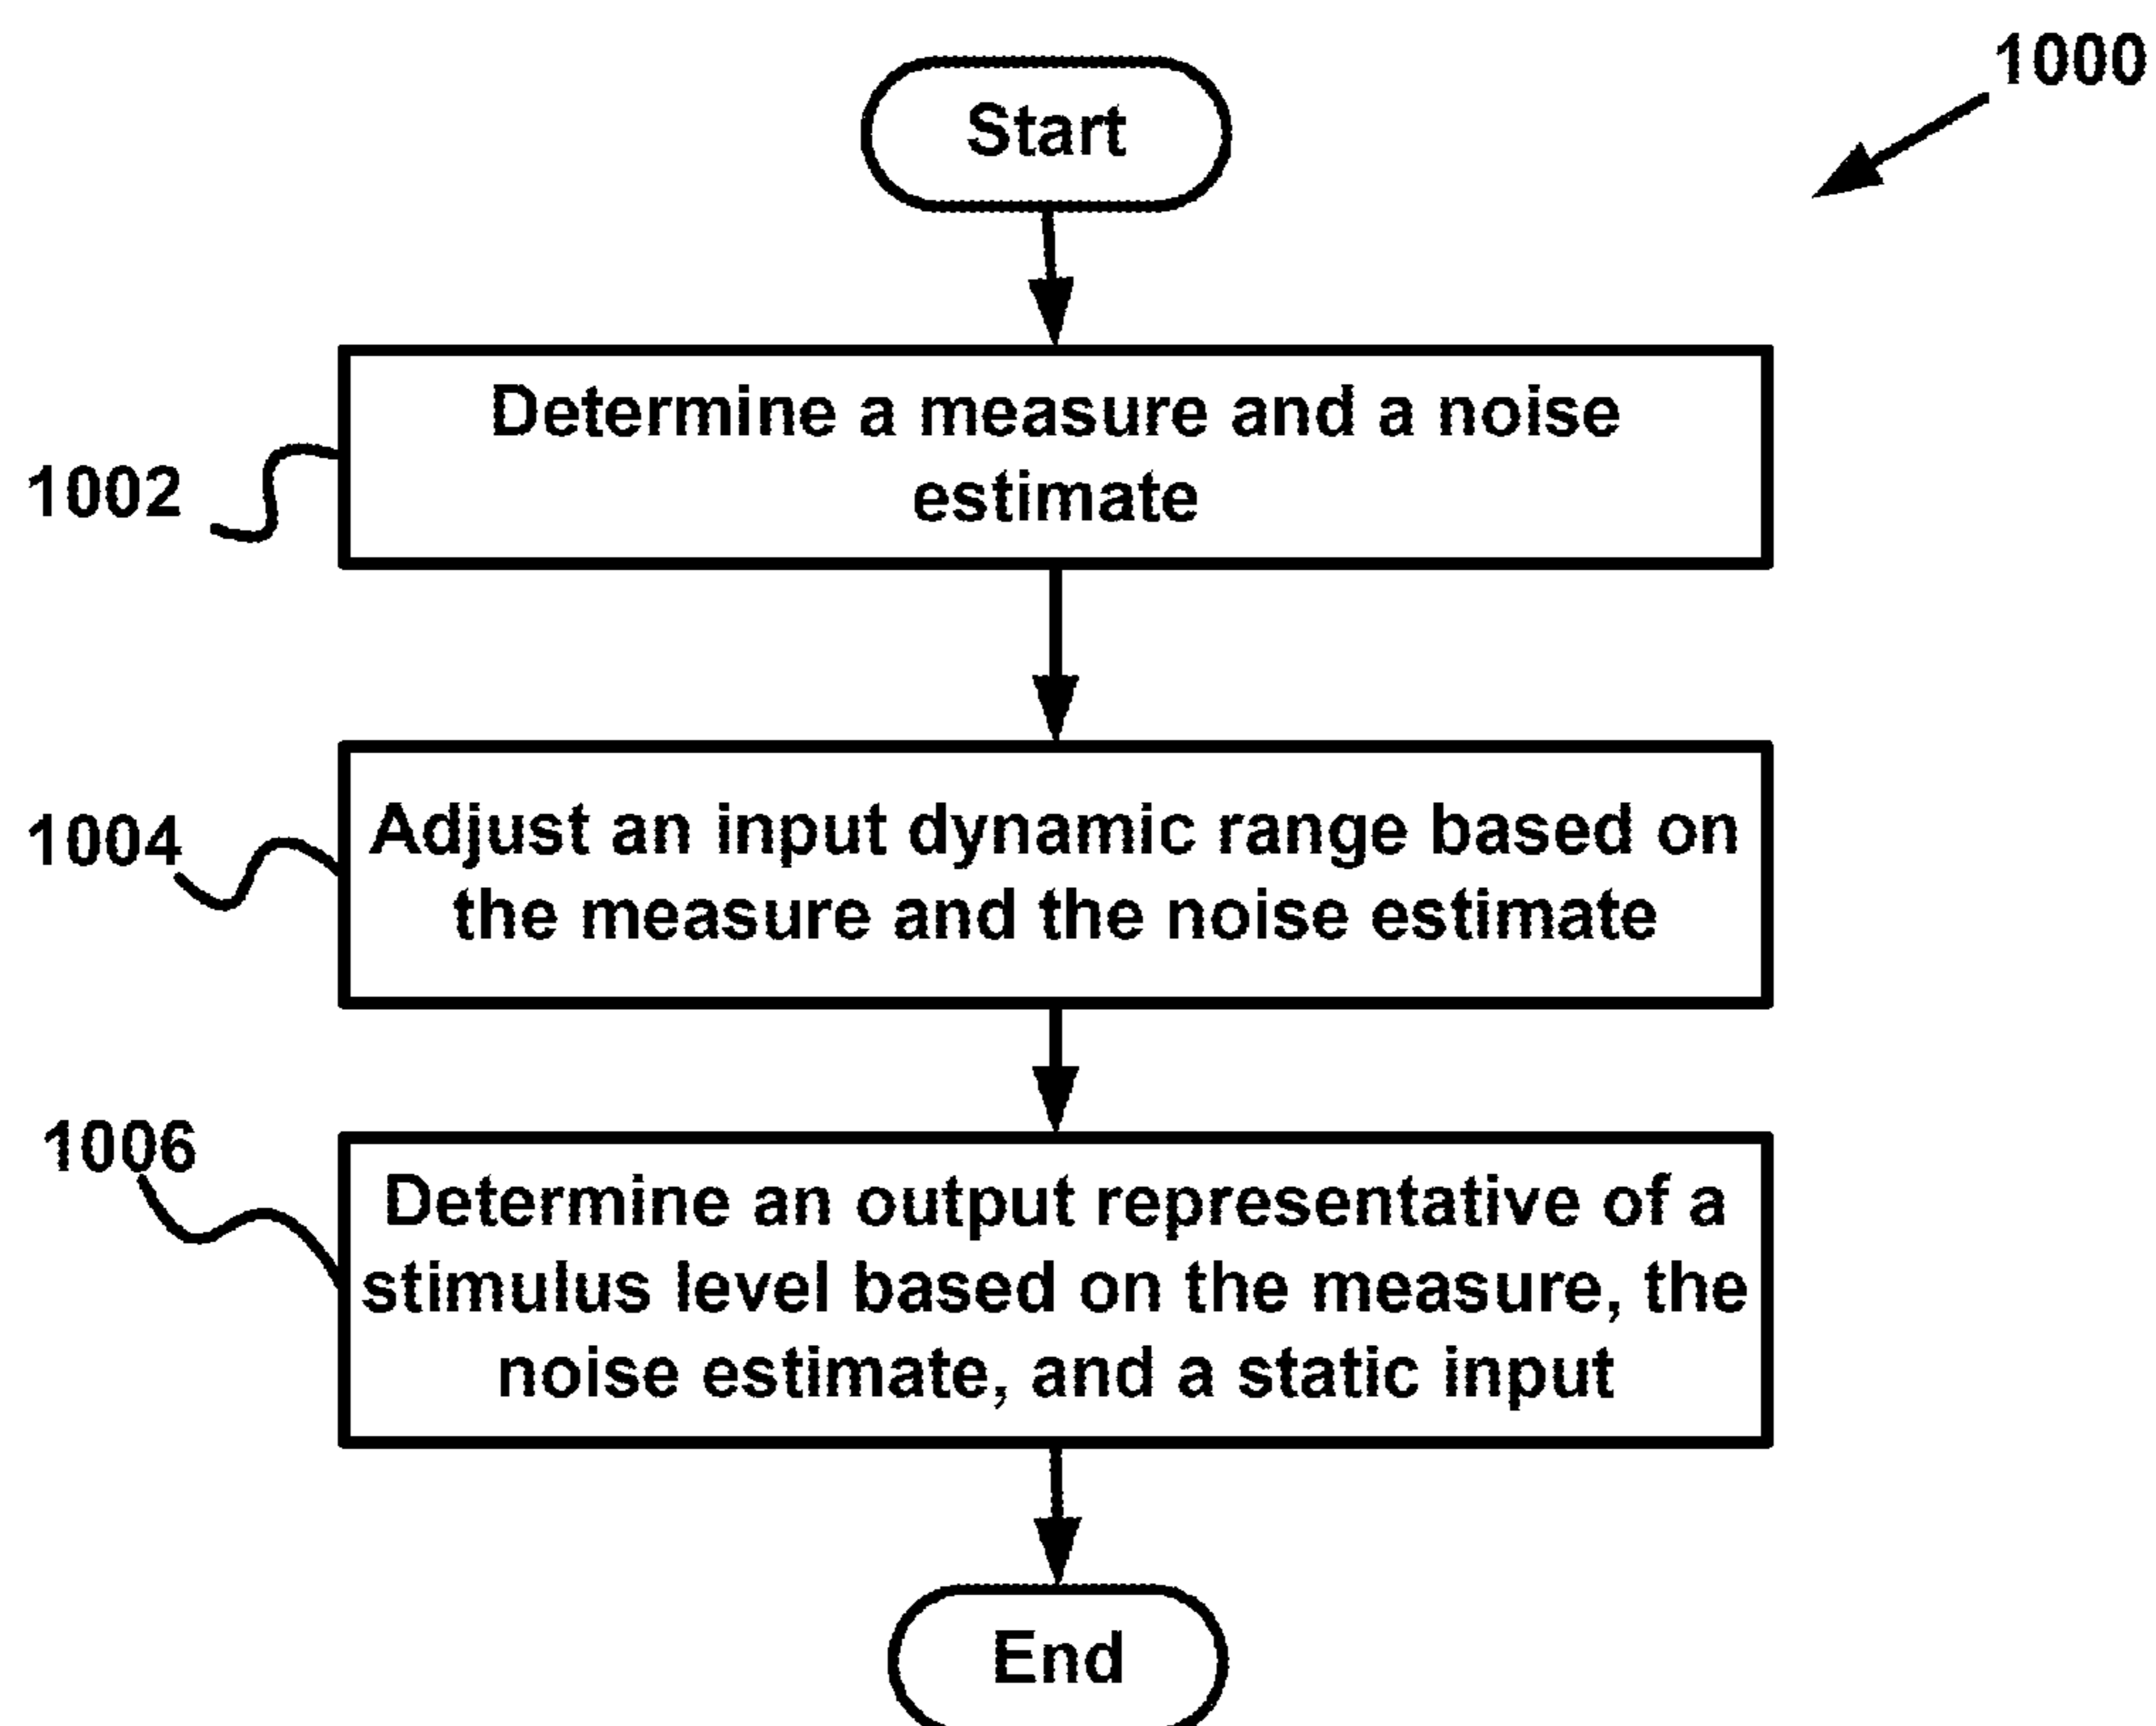 1000
Start
Determine a measure and a noise
estimate
1002
Adjust an input dynamic range based on
the measure and the noise estimate
1004
Determine an output representative of a
stimulus level based on the measure, the
noise estimate, and a static input
1006
End